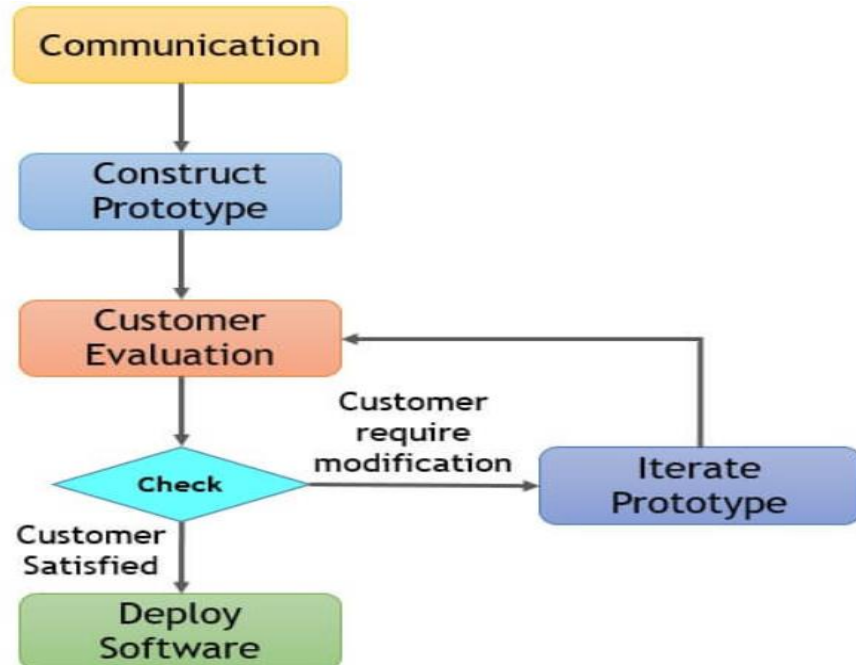 Communication
Construct
Prototype
Customer
Evaluation
Customer
require
modification
Check
Iterate
Prototype
Customer
Satisfied
Deploy
Software